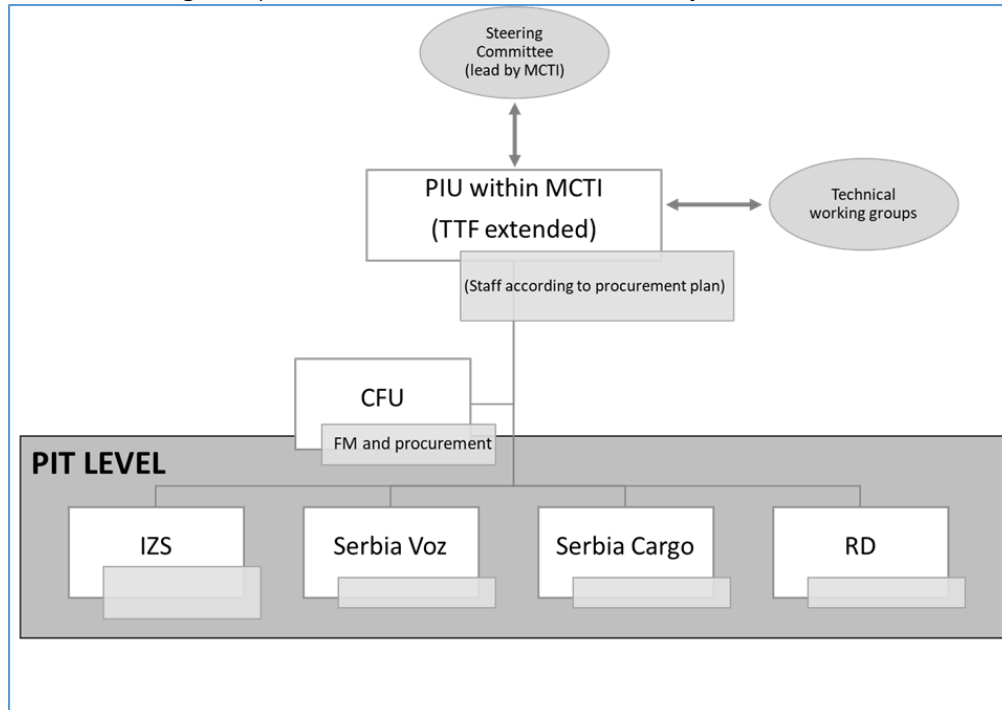 Steering
Committee
(lead by MCTI)
PIU within MCTI
(TTF extended)
Technical
working groups
(Staff according to procurement plan)
CFU
FM and procurement
PIT LEVEL
IZS
Serbia Voz
Serbia Cargo
RD